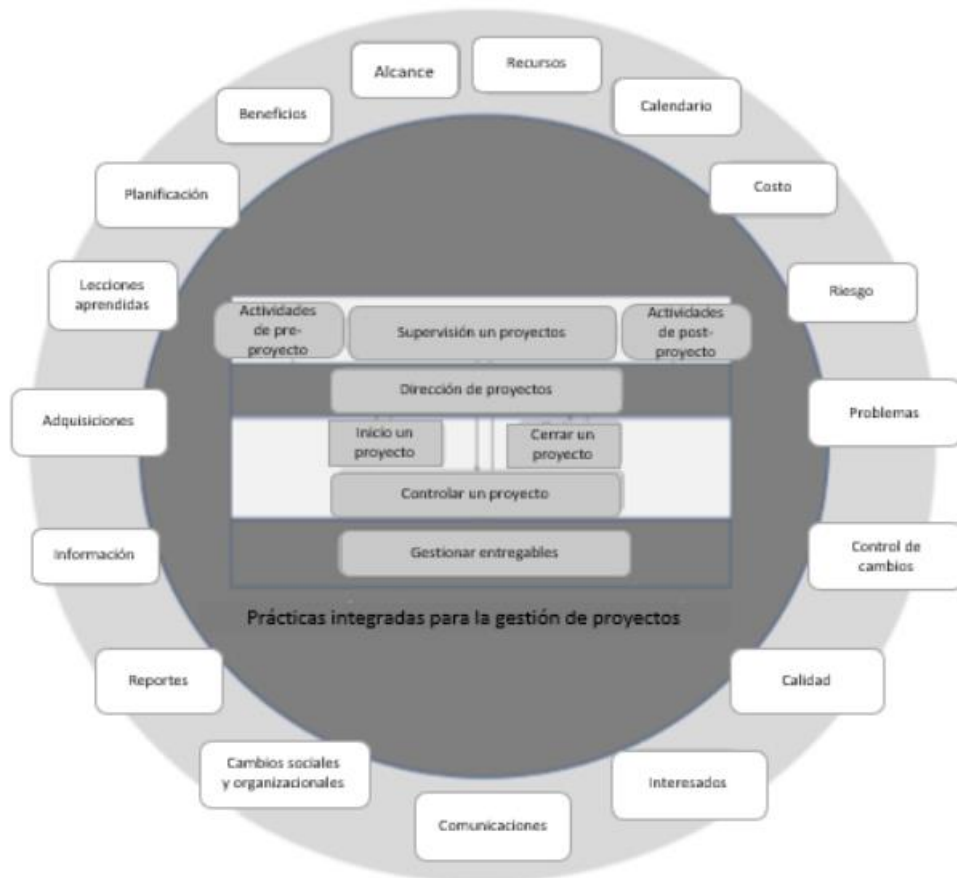 Alcance
Recursos
Beneficios
Calendario
Planificación
Costo
Lecciones
aprendidas
Riesgo
Actividades
de pre-
proyecto
Supervisión un proyectos
Actividades
de post-
proyecto
Dirección de proyectos
Adquisiciones
Problemas
Inicio un
proyecto
Cerrar un
proyecto
Controlar un proyecto
Información
Gestionar entregables
Control de
cambios
Prácticas integradas para la gestión de proyectos
Reportes
Calidad
Cambios sociales
y organizacionales
Interesados
Comunicaciones